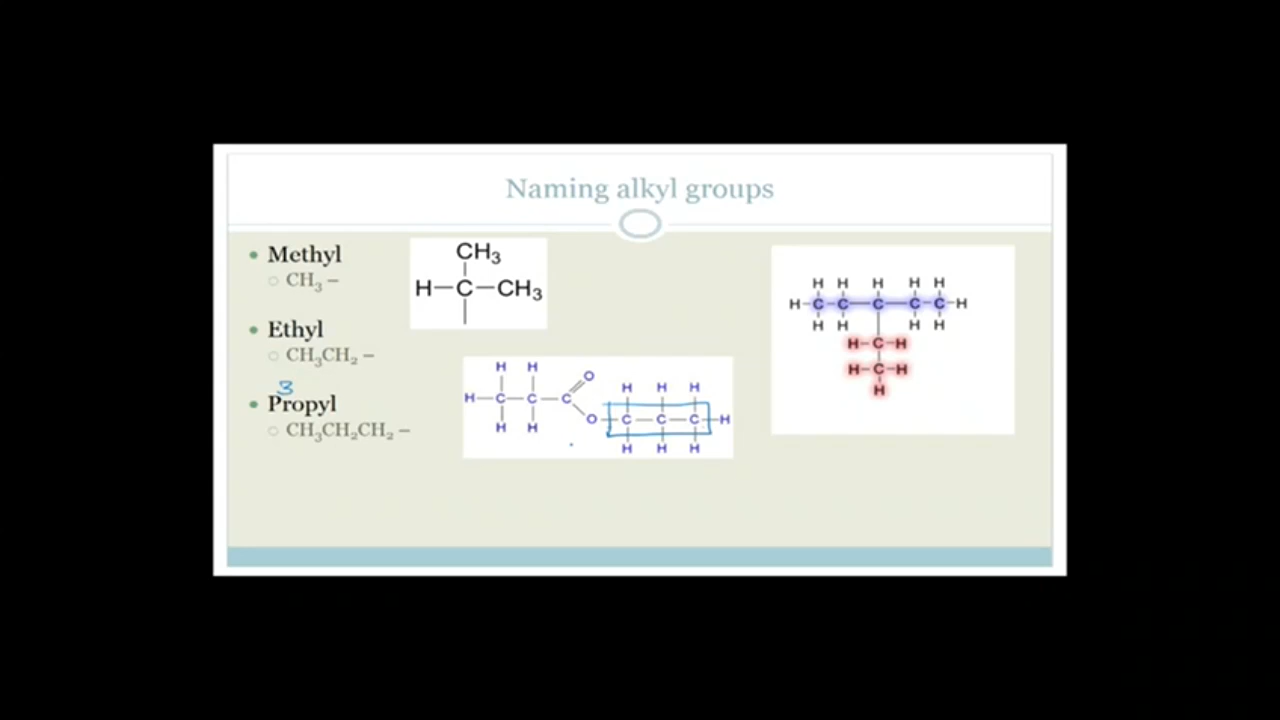 Naming alkyl groups
• Methyl
○ CH₃ –
• Ethyl
○ CH₃CH₂ –
3
• Propyl
○ CH₃CH₂CH₂ –
CH₃
H–C–CH₃
H H O
H–C–C–C
H H
H H H
O–C–C–C–H
H H H
H H H H H
H–C–C–C–C–C–H
H H H H
H–C–H
H–C–H
H